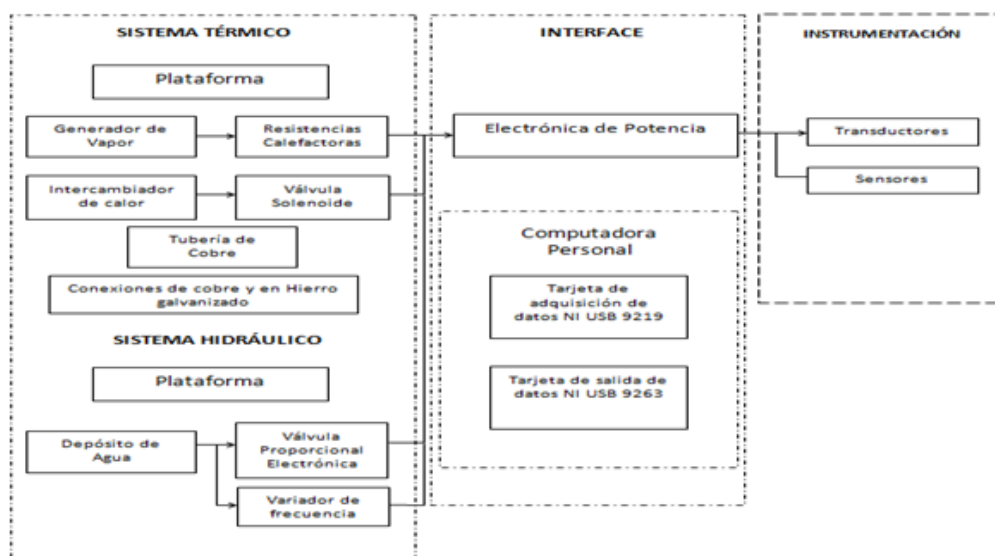 SISTEMA TÉRMICO
Plataforma
Generador de
Vapor
Resistencias
Calefactoras
Intercambiador
de calor
Válvula
Solenoide
Tubería de
Cobre
Conexiones de cobre y en Hierro
galvanizado
SISTEMA HIDRÁULICO
Plataforma
Depósito de
Agua
Válvula
Proporcional
Electrónica
Variador de
frecuencia
INTERFACE
Electrónica de Potencia
Computadora
Personal
Tarjeta de
adquisición de
datos NI USB 9219
Tarjeta de salida de
datos NI USB 9263
INSTRUMENTACIÓN
Transductores
Sensores